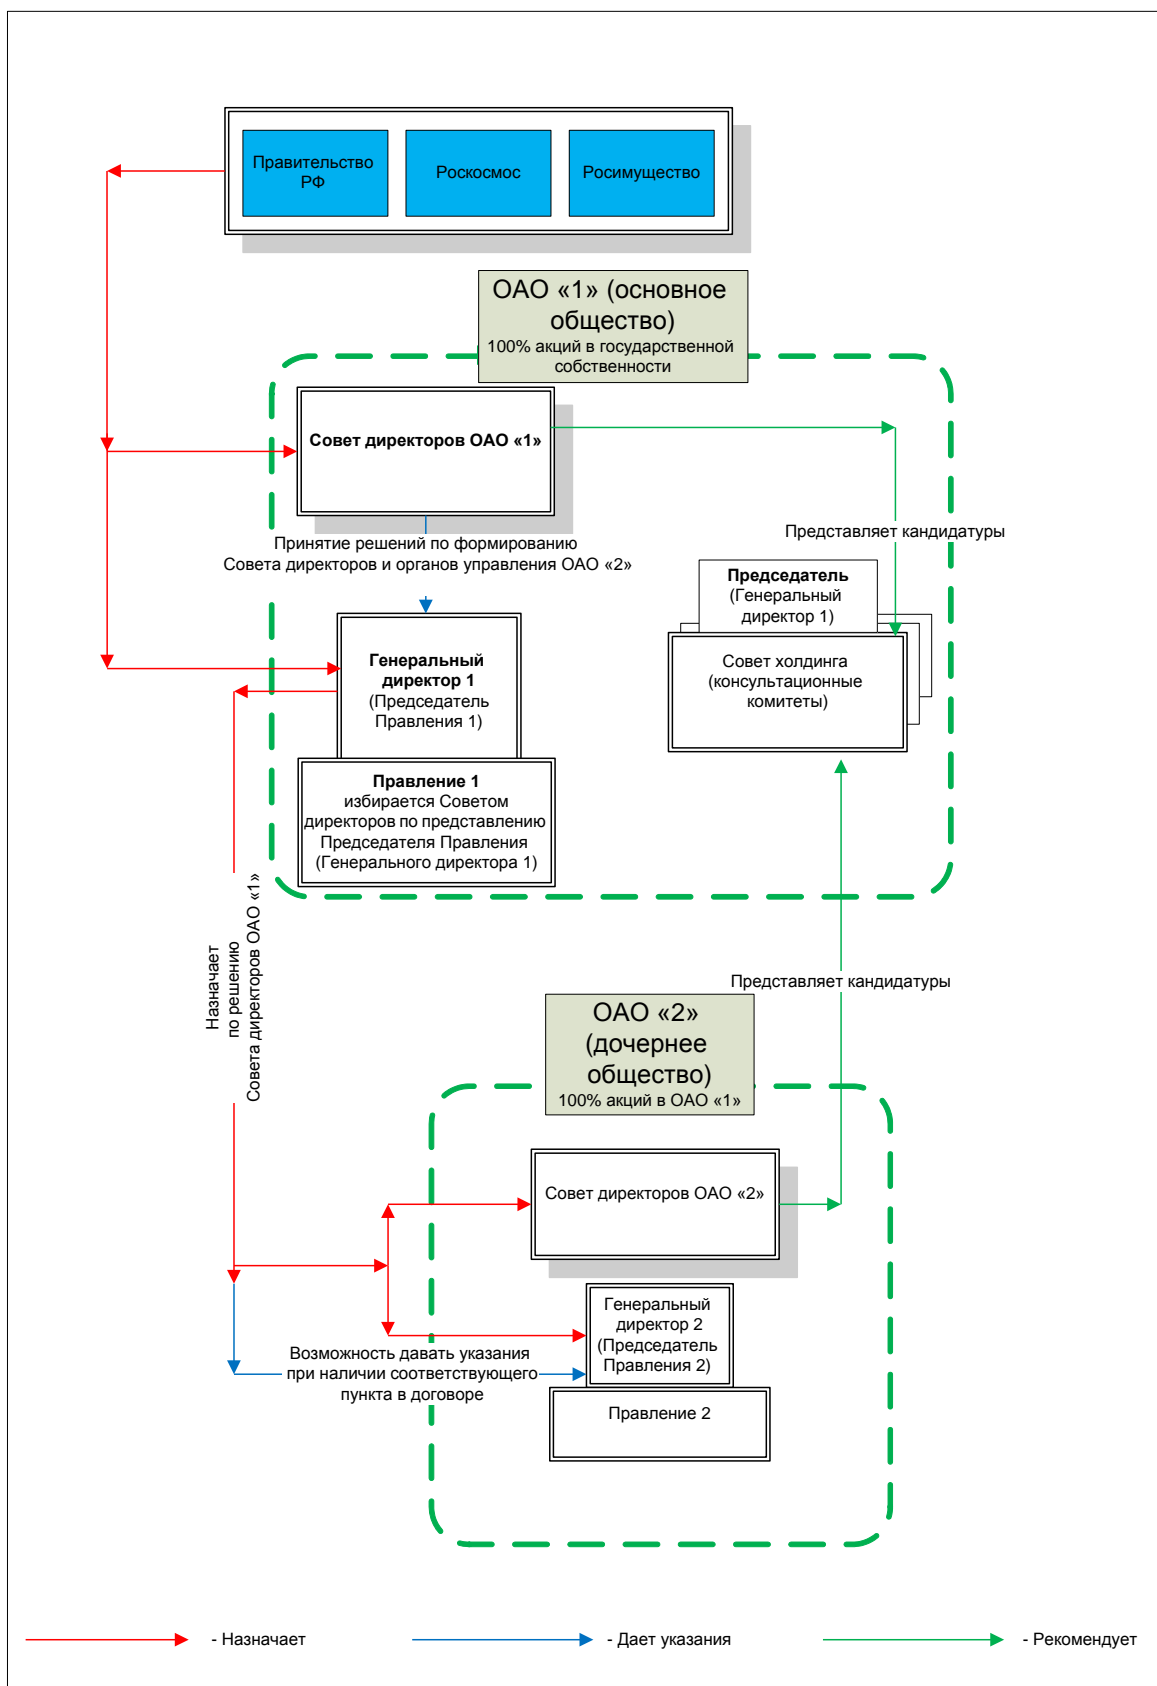 Правительство
РФ
Роскосмос
Росимущество
ОАО «1» (основное
общество)
100% акций в государственной
собственности
Совет директоров ОАО «1»
Принятие решений по формированию
Совета директоров и органов управления ОАО «2»
Представляет кандидатуры
Председатель
(Генеральный
директор 1)
Совет холдинга
(консультационные
комитеты)
Генеральный
директор 1
(Председатель
Правления 1)
Правление 1
избирается Советом
директоров по представлению
Председателя Правления
(Генерального директора 1)
Назначает
по решению
Совета директоров ОАО «1»
Представляет кандидатуры
ОАО «2»
(дочернее
общество)
100% акций в ОАО «1»
Совет директоров ОАО «2»
Генеральный
директор 2
(Председатель
Правления 2)
Возможность давать указания
при наличии соответствующего
пункта в договоре
Правление 2
- Назначает
- Дает указания
- Рекомендует